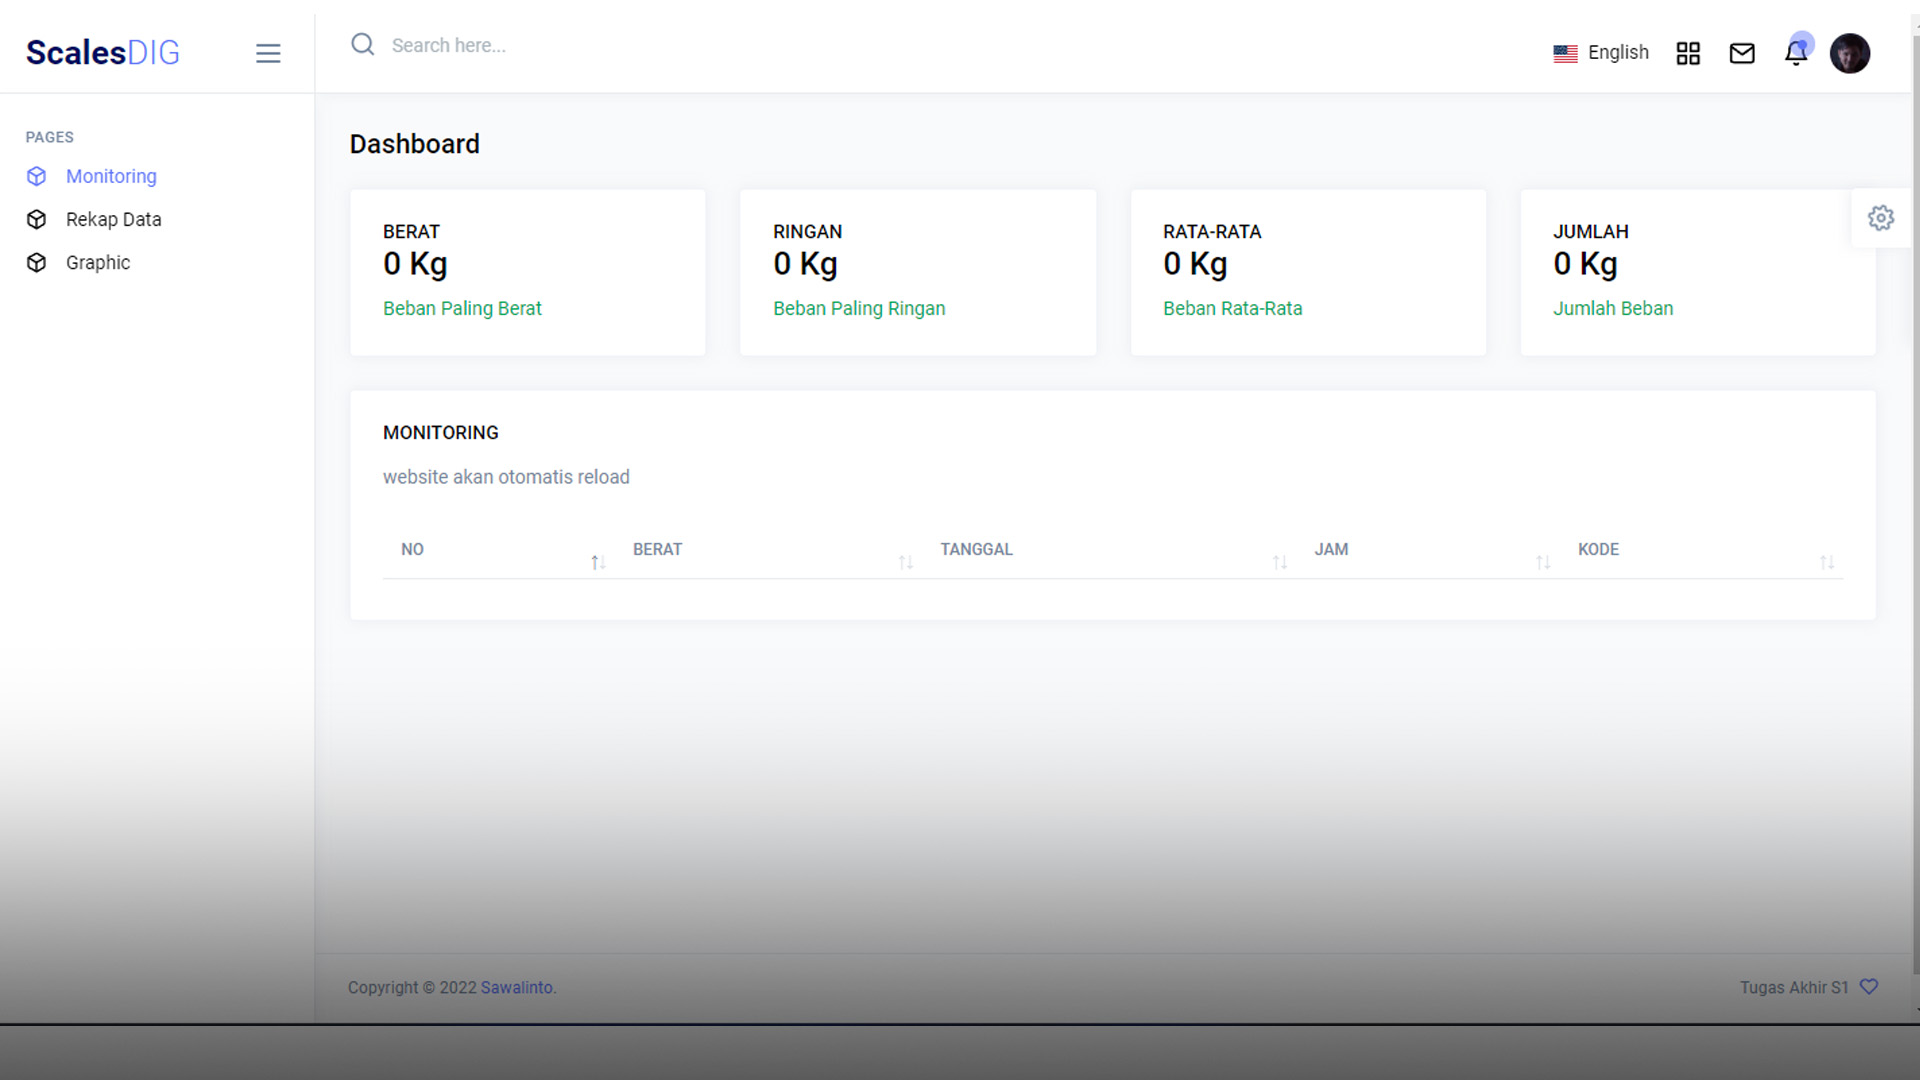 ScalesDIG
Search here...
English
PAGES
Monitoring
Rekap Data
Graphic
Dashboard
BERAT
0 Kg
Beban Paling Berat
RINGAN
0 Kg
Beban Paling Ringan
RATA-RATA
0 Kg
Beban Rata-Rata
JUMLAH
0 Kg
Jumlah Beban
MONITORING
website akan otomatis reload
NO BERAT TANGGAL JAM KODE
Copyright © 2022 Sawalinto.
Tugas Akhir S1